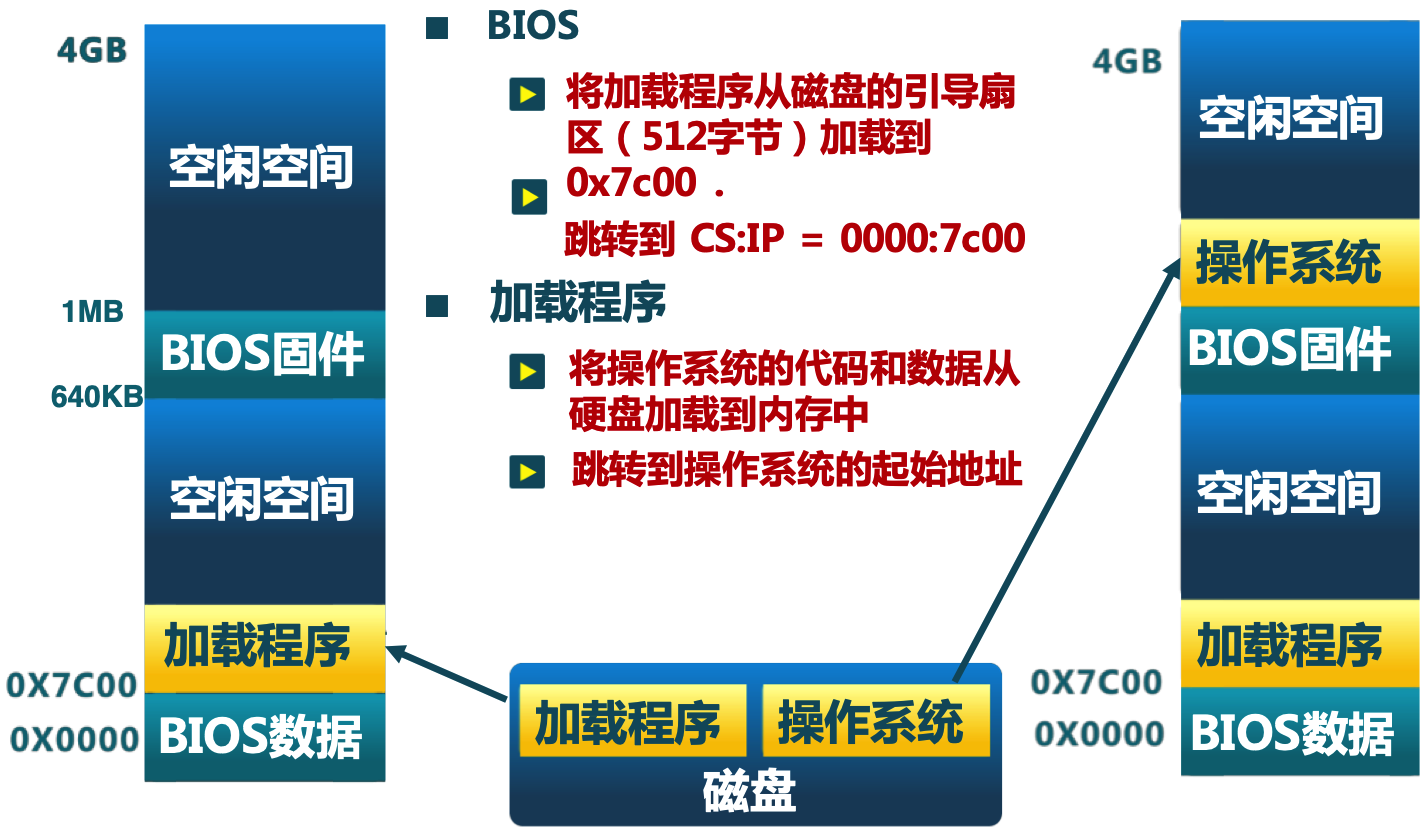 4GB
空闲空间
1MB
BIOS固件
640KB
空闲空间
加载程序
0X7C00
0X0000
BIOS数据
BIOS
将加载程序从磁盘的引导扇
区（512字节）加载到
0x7c00 .
跳转到 CS:IP = 0000:7c00
加载程序
将操作系统的代码和数据从
硬盘加载到内存中
跳转到操作系统的起始地址
加载程序 操作系统
磁盘
4GB
空闲空间
操作系统
BIOS固件
空闲空间
加载程序
0X7C00
0X0000
BIOS数据